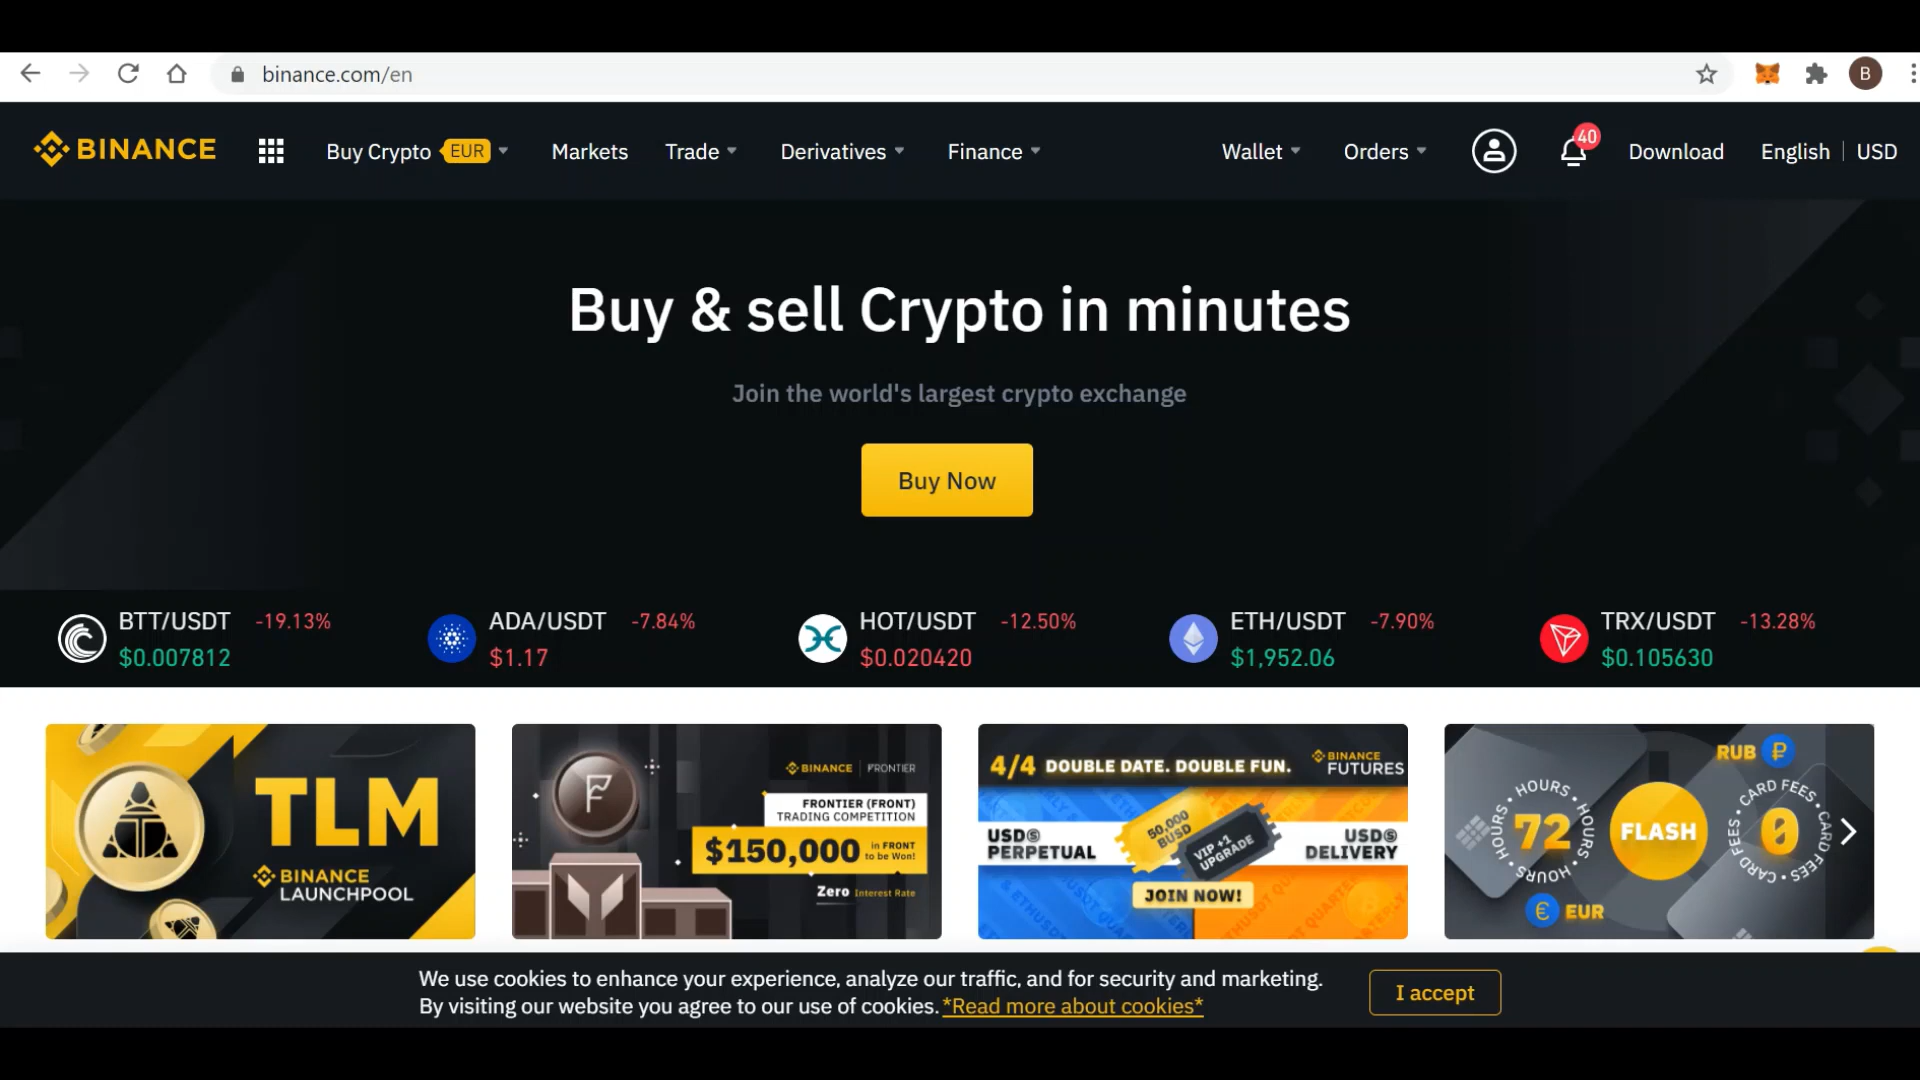 binance.com/en
B
BINANCE
Buy Crypto EUR
Markets
Trade
Derivatives
Finance
Wallet
Orders
40
Download
English | USD
Buy & sell Crypto in minutes
Join the world's largest crypto exchange
Buy Now
BTT/USDT -19.13%
$0.007812
ADA/USDT -7.84%
$1.17
HOT/USDT -12.50%
$0.020420
ETH/USDT -7.90%
$1,952.06
TRX/USDT -13.28%
$0.105630
TLM
BINANCE
LAUNCHPOOL
BINANCE | FRONTIER
FRONTIER (FRONT)
TRADING COMPETITION
$150,000 in FRONT
to be Won!
Zero Interest Rate
4/4 DOUBLE DATE. DOUBLE FUN.
BINANCE
FUTURES
USDⓈ
PERPETUAL
50,000
BUSD
VIP +1
UPGRADE
USDⓈ
DELIVERY
JOIN NOW!
RUB ₽
HOURS • HOURS • HOURS • HOURS
72
FLASH
CARD FEES • CARD FEES • CARD FEES
0
€ EUR
We use cookies to enhance your experience, analyze our traffic, and for security and marketing.
By visiting our website you agree to our use of cookies. *Read more about cookies*
I accept